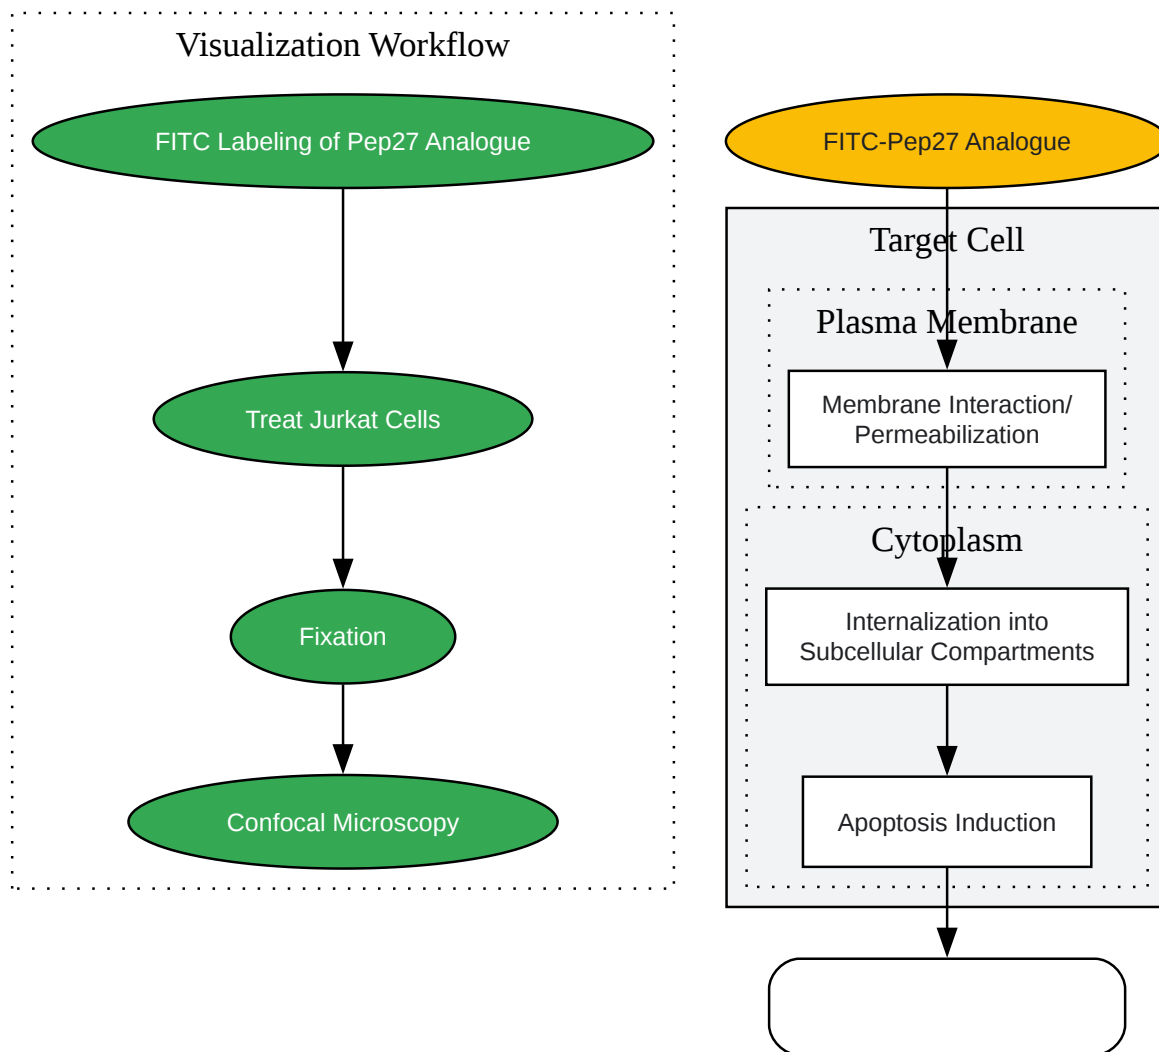 Visualization Workflow
FITC Labeling of Pep27 Analogue
Treat Jurkat Cells
Fixation
Confocal Microscopy
FITC-Pep27 Analogue
Target Cell
Plasma Membrane
Membrane Interaction/
Permeabilization
Cytoplasm
Internalization into
Subcellular Compartments
Apoptosis Induction